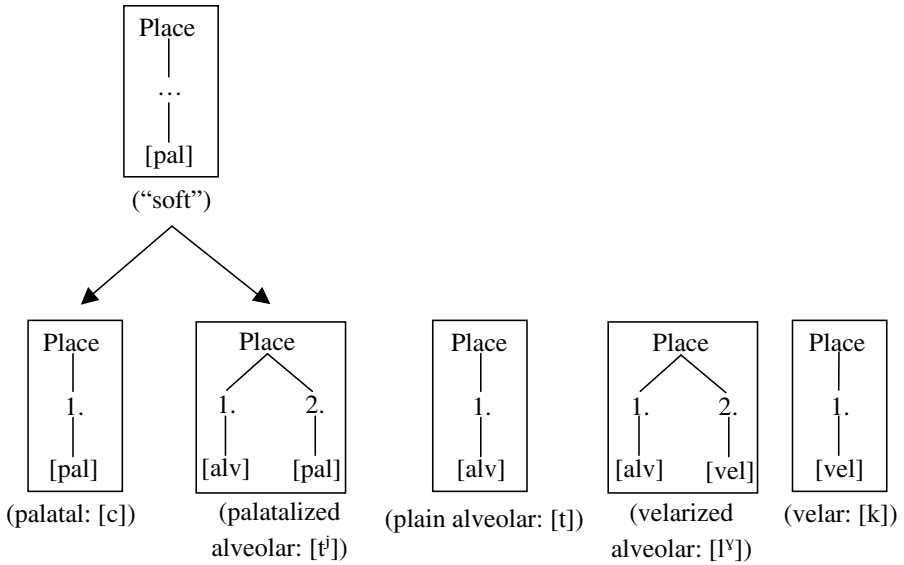 Place
…
[pal]
(“soft”)
Place
1.
[pal]
(palatal: [c])
Place
1. 2.
[alv] [pal]
(palatalized
alveolar: [tʲ])
Place
1.
[alv]
(plain alveolar: [t])
Place
1. 2.
[alv] [vel]
(velarized
alveolar: [lˠ])
Place
1.
[vel]
(velar: [k])